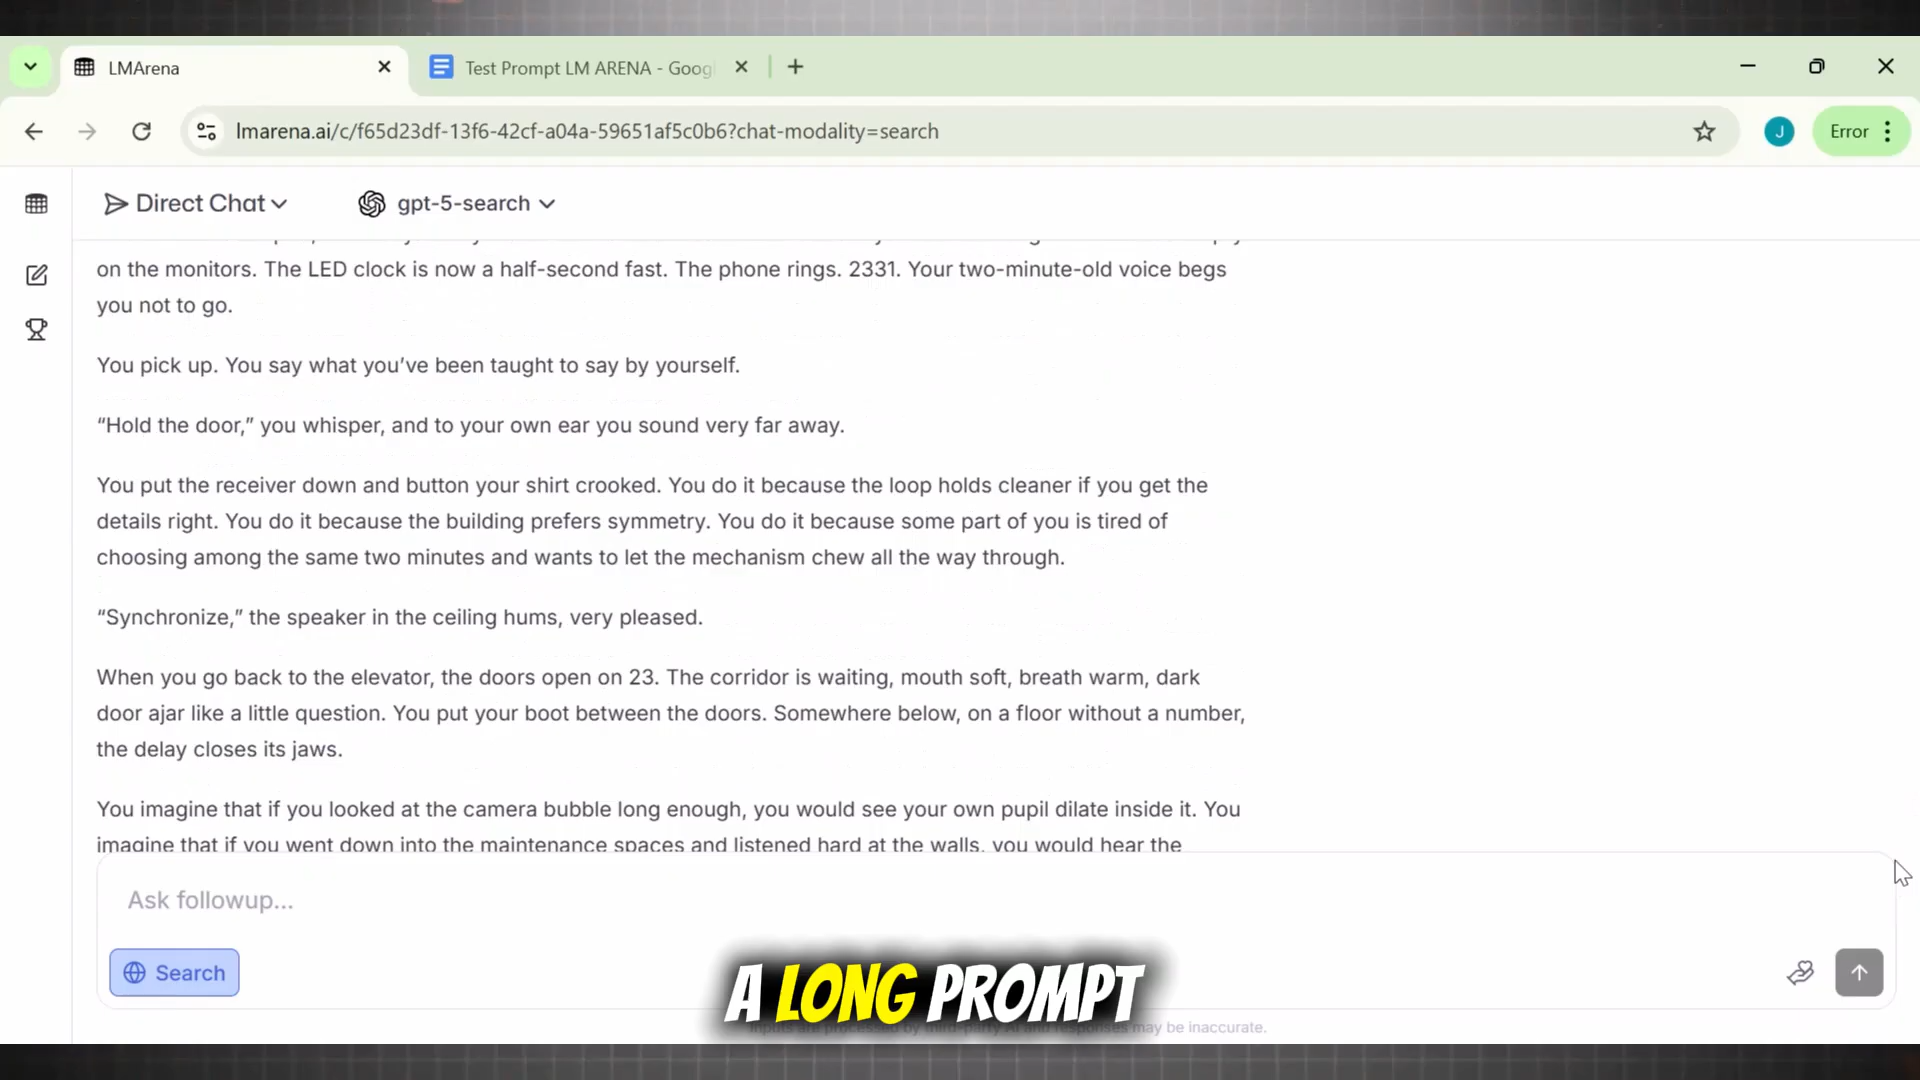 LMArena
Test Prompt LM ARENA - Goog
lmarena.ai/c/f65d23df-13f6-42cf-a04a-59651af5c0b6?chat-modality=search
J
Error
Direct Chat
gpt-5-search
on the monitors. The LED clock is now a half-second fast. The phone rings. 2331. Your two-minute-old voice begs
you not to go.
You pick up. You say what you’ve been taught to say by yourself.
“Hold the door,” you whisper, and to your own ear you sound very far away.
You put the receiver down and button your shirt crooked. You do it because the loop holds cleaner if you get the
details right. You do it because the building prefers symmetry. You do it because some part of you is tired of
choosing among the same two minutes and wants to let the mechanism chew all the way through.
“Synchronize,” the speaker in the ceiling hums, very pleased.
When you go back to the elevator, the doors open on 23. The corridor is waiting, mouth soft, breath warm, dark
door ajar like a little question. You put your boot between the doors. Somewhere below, on a floor without a number,
the delay closes its jaws.
You imagine that if you looked at the camera bubble long enough, you would see your own pupil dilate inside it. You
imagine that if you went down into the maintenance spaces and listened hard at the walls, you would hear the
Ask followup...
Search
A LONG PROMPT
Inputs are processed by third-party AI and responses may be inaccurate.